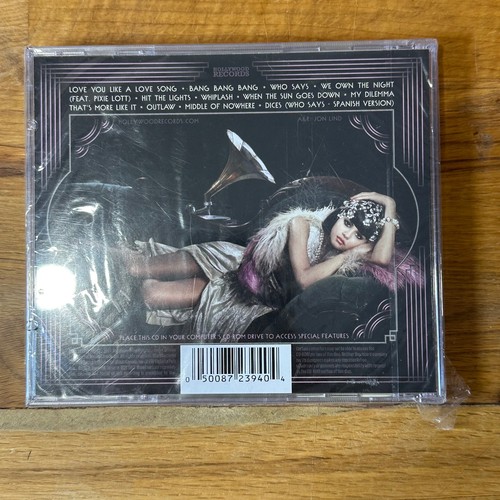 HOLLYWOOD
RECORDS
LOVE YOU LIKE A LOVE SONG • BANG BANG BANG • WHO SAYS • WE OWN THE NIGHT
(FEAT. PIXIE LOTT) • HIT THE LIGHTS • WHIPLASH • WHEN THE SUN GOES DOWN • MY DILEMMA
THAT'S MORE LIKE IT • OUTLAW • MIDDLE OF NOWHERE • DICES (WHO SAYS - SPANISH VERSION)
HOLLYWOODRECORDS.COM
A&R: JON LIND
PLACE THIS CD IN YOUR COMPUTER'S CD-ROM DRIVE TO ACCESS SPECIAL FEATURES
0 50087 23940 4